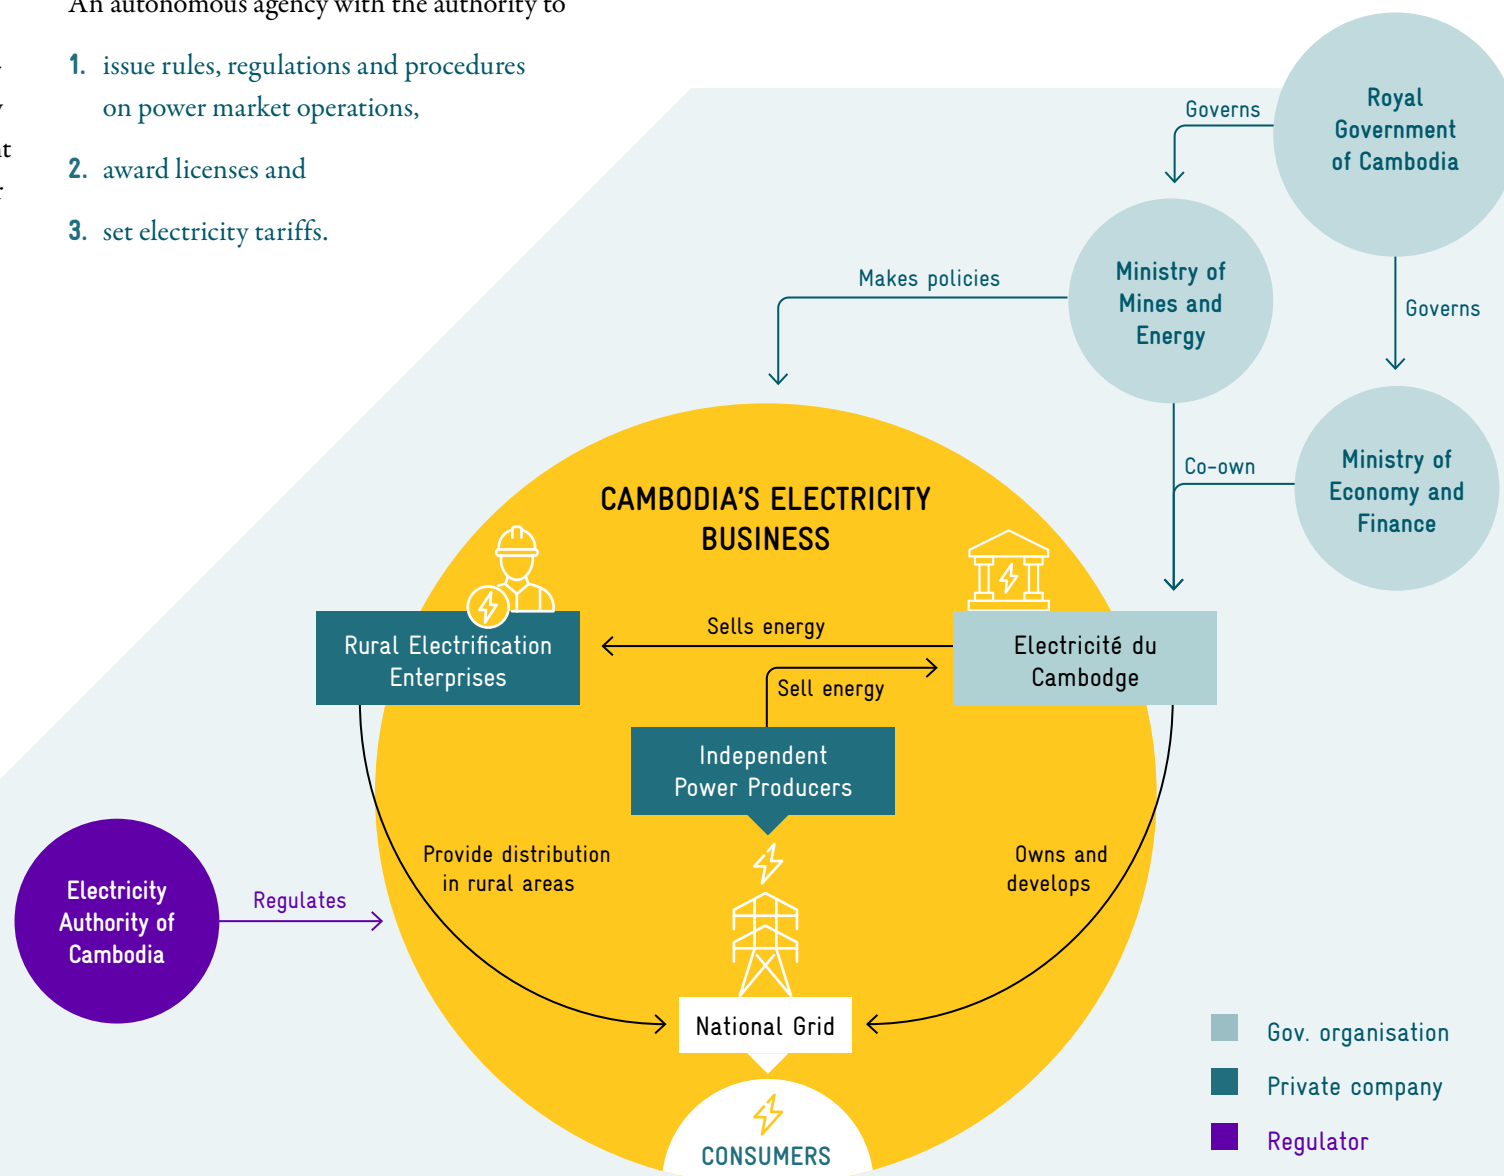 An autonomous agency with the authority to
1. issue rules, regulations and procedures
on power market operations,
2. award licenses and
3. set electricity tariffs.
Royal
Government
of Cambodia
Governs
Governs
Ministry of
Mines and
Energy
Makes policies
Ministry of
Economy and
Finance
Co-own
CAMBODIA'S ELECTRICITY
BUSINESS
Rural Electrification
Enterprises
Sells energy
Electricité du
Cambodge
Sell energy
Independent
Power Producers
Provide distribution
in rural areas
Owns and
develops
Electricity
Authority of
Cambodia
Regulates
National Grid
CONSUMERS
Gov. organisation
Private company
Regulator